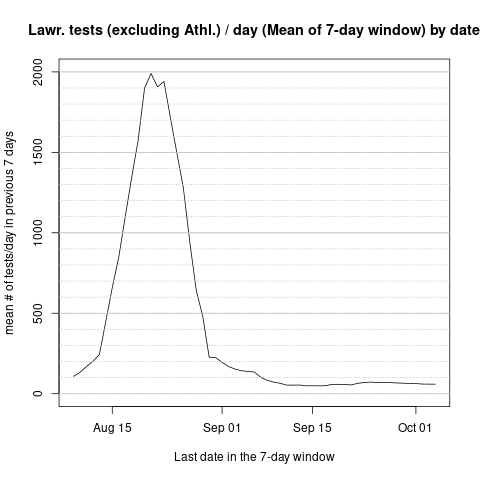 Lawr. tests (excluding Athl.) / day (Mean of 7-day window) by date
mean # of tests/day in previous 7 days
2000
1500
1000
500
0
Aug 15 Sep 01 Sep 15 Oct 01
Last date in the 7-day window